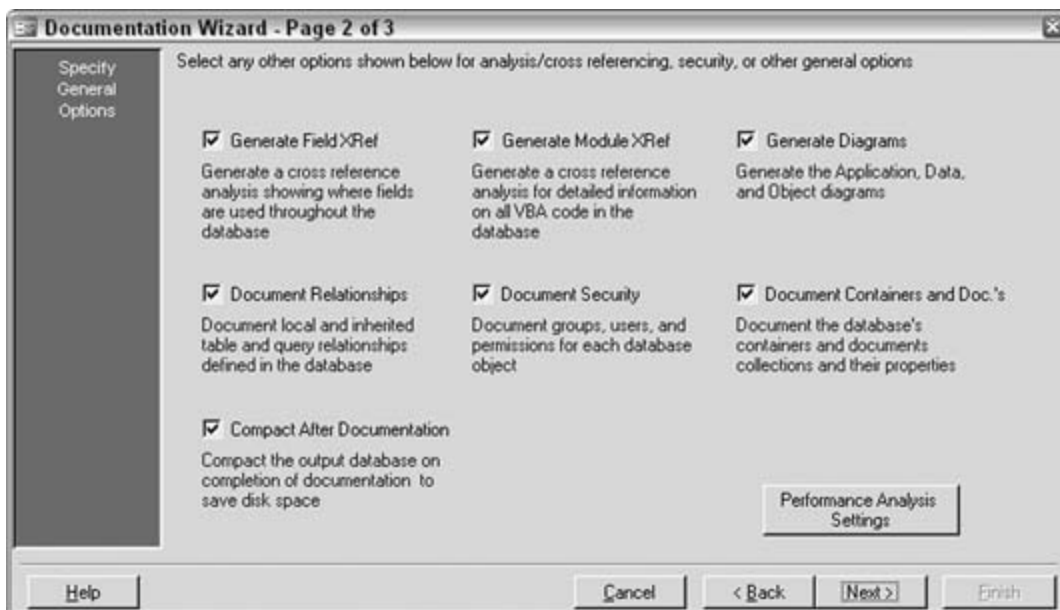 Documentation Wizard - Page 2 of 3
Specify
General
Options
Select any other options shown below for analysis/cross referencing, security, or other general options
Generate Field XRef
Generate a cross reference
analysis showing where fields
are used throughout the
database
Generate Module XRef
Generate a cross reference
analysis for detailed information
on all VBA code in the
database
Generate Diagrams
Generate the Application, Data,
and Object diagrams
Document Relationships
Document local and inherited
table and query relationships
defined in the database
Document Security
Document groups, users, and
permissions for each database
object
Document Containers and Doc.'s
Document the database's
containers and documents
collections and their properties
Compact After Documentation
Compact the output database on
completion of documentation to
save disk space
Performance Analysis
Settings
Help
Cancel
< Back
Next >
Finish